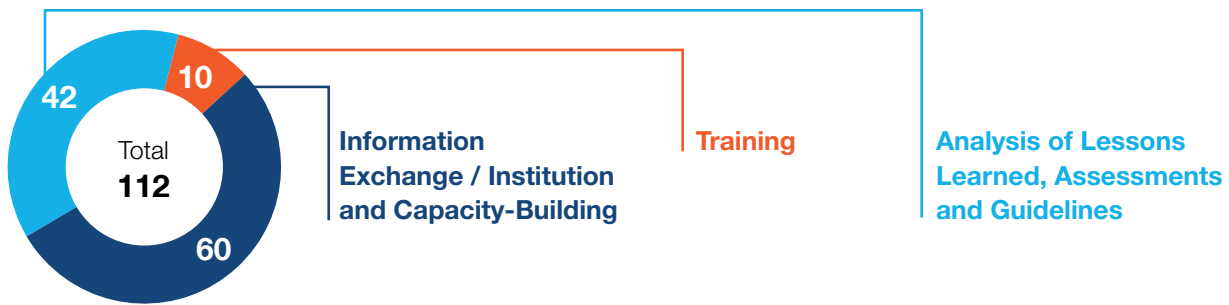 42
10
Total
112
60
Information
Exchange / Institution
and Capacity-Building
Training
Analysis of Lessons
Learned, Assessments
and Guidelines